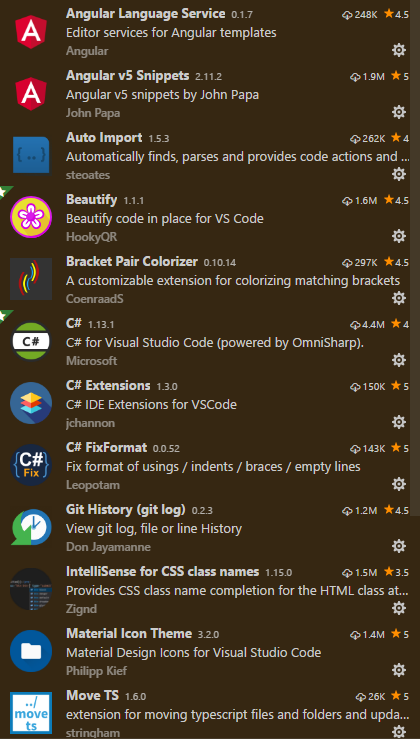 Angular Language Service 0.1.7 248K 4.5
Editor services for Angular templates
Angular
Angular v5 Snippets 2.11.2 1.9M 5
Angular v5 snippets by John Papa
John Papa
Auto Import 1.5.3 262K 4
{..} Automatically finds, parses and provides code actions and ...
steoates
Beautify 1.1.1 1.6M 4.5
Beautify code in place for VS Code
HookyQR
Bracket Pair Colorizer 0.10.14 297K 4.5
A customizable extension for colorizing matching brackets
CoenraadS
C# 1.13.1 4.4M 4
C# C# for Visual Studio Code (powered by OmniSharp).
Microsoft
C# Extensions 1.3.0 150K 5
C# IDE Extensions for VSCode
jchannon
C# FixFormat 0.0.52 143K 5
{C#} Fix Fix format of usings / indents / braces / empty lines
Leopotam
Git History (git log) 0.2.3 1.2M 4.5
View git log, file or line History
Don Jayamanne
IntelliSense for CSS class names 1.15.0 1.5M 3.5
Provides CSS class name completion for the HTML class at...
Zignd
Material Icon Theme 3.2.0 1.4M 5
Material Design Icons for Visual Studio Code
Philipp Kief
Move TS 1.6.0 26K 5
../ move ts extension for moving typescript files and folders and upda...
stringham